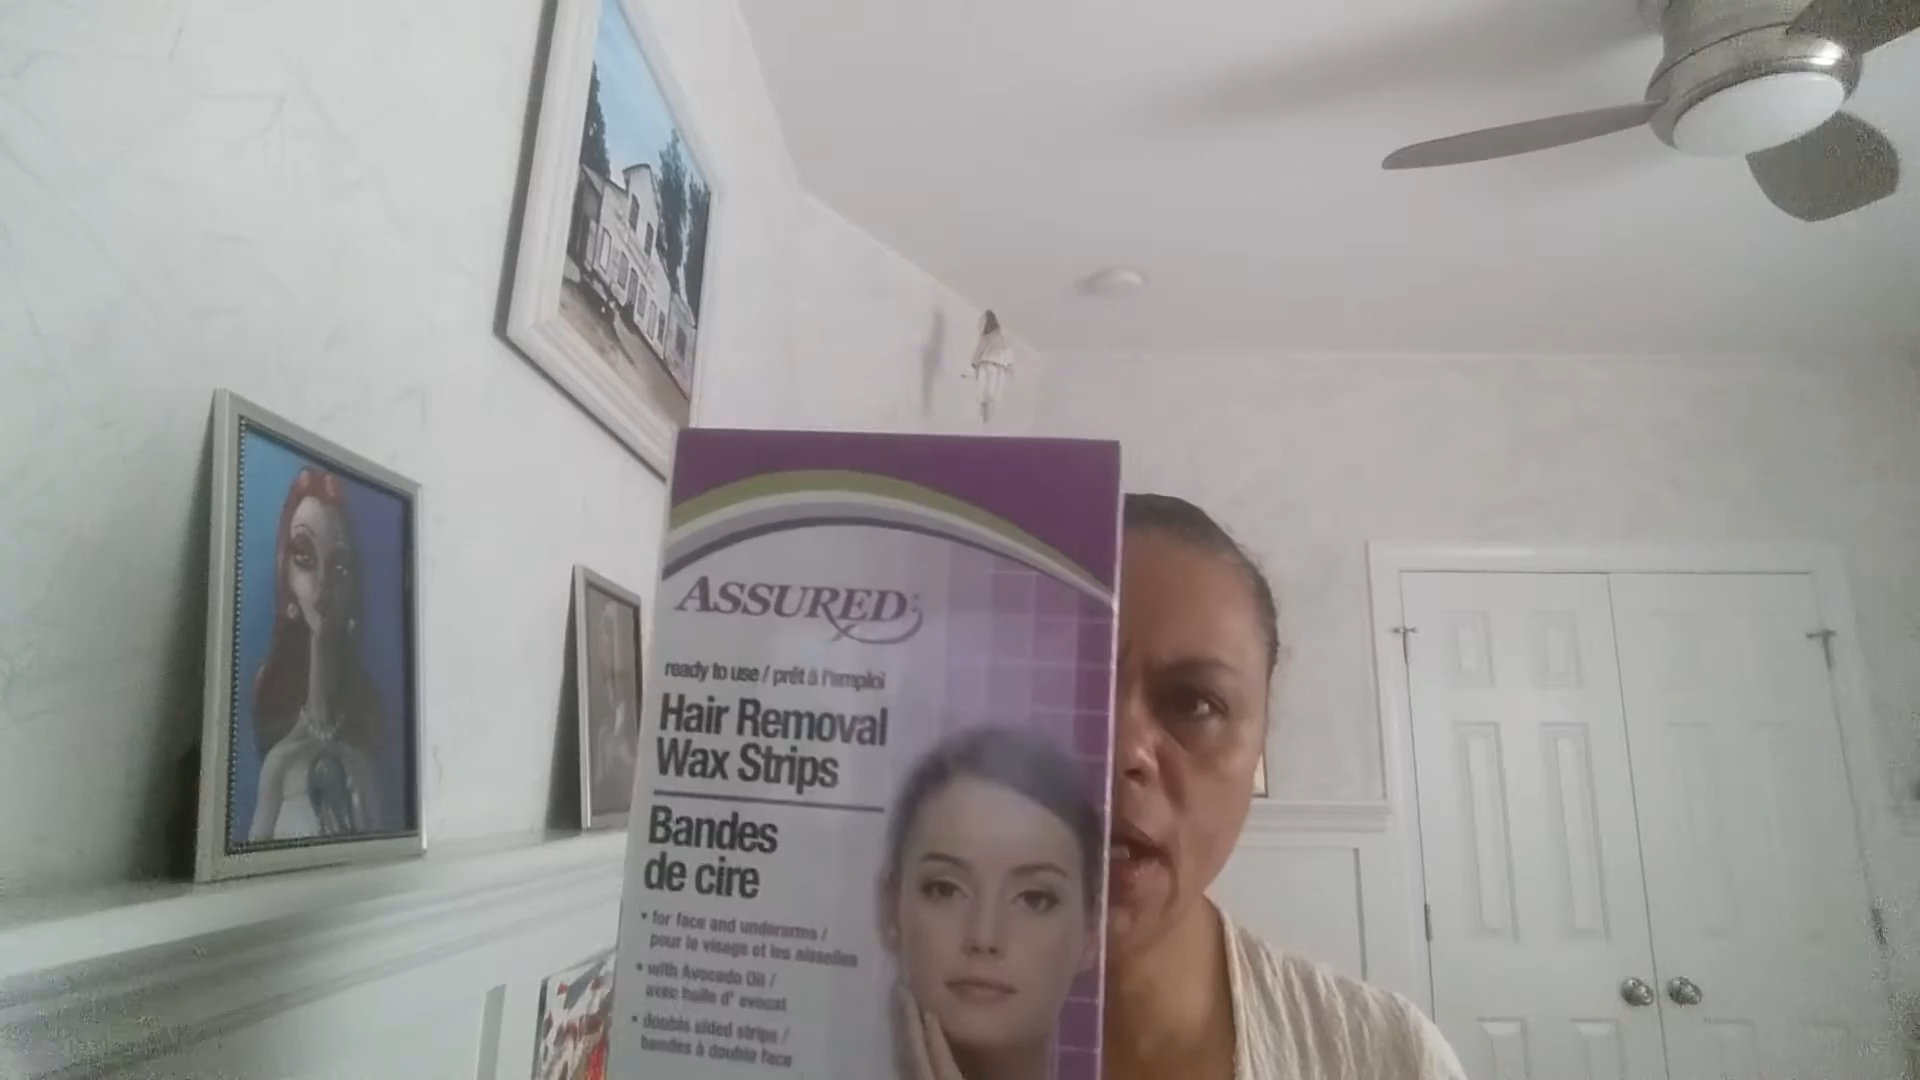 ASSURED
ready to use / prêt à l'emploi
Hair Removal
Wax Strips
Bandes
de cire
• for face and underarms /
pour le visage et les aisselles
• with Avocado Oil /
avec huile d' avocat
• double sided strips /
bandes à double face